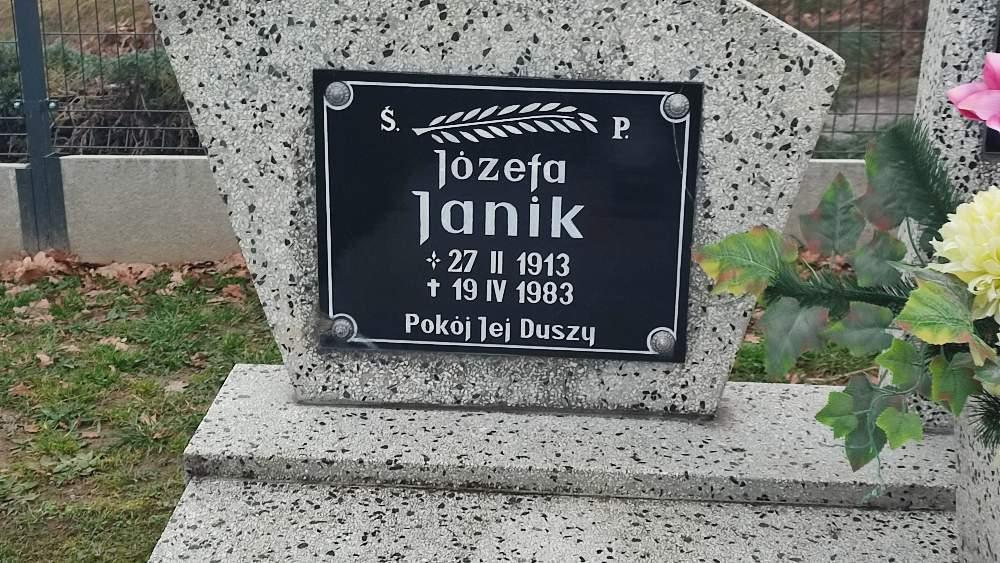 Ś. P.
Józefa
Janik
✧ 27 II 1913
✝ 19 IV 1983
Pokój Jej Duszy